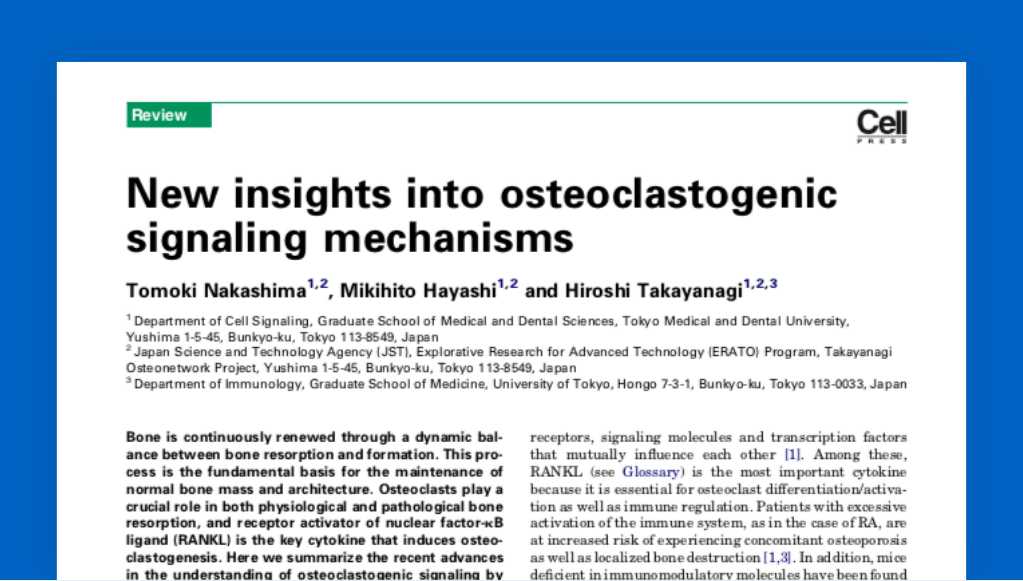 Review
Cell
PRESS
New insights into osteoclastogenic
signaling mechanisms
Tomoki Nakashima1,2, Mikihito Hayashi1,2 and Hiroshi Takayanagi1,2,3
1 Department of Cell Signaling, Graduate School of Medical and Dental Sciences, Tokyo Medical and Dental University,
Yushima 1-5-45, Bunkyo-ku, Tokyo 113-8549, Japan
2 Japan Science and Technology Agency (JST), Explorative Research for Advanced Technology (ERATO) Program, Takayanagi
Osteonetwork Project, Yushima 1-5-45, Bunkyo-ku, Tokyo 113-8549, Japan
3 Department of Immunology, Graduate School of Medicine, University of Tokyo, Hongo 7-3-1, Bunkyo-ku, Tokyo 113-0033, Japan
Bone is continuously renewed through a dynamic bal-
ance between bone resorption and formation. This pro-
cess is the fundamental basis for the maintenance of
normal bone mass and architecture. Osteoclasts play a
crucial role in both physiological and pathological bone
resorption, and receptor activator of nuclear factor-κB
ligand (RANKL) is the key cytokine that induces osteo-
clastogenesis. Here we summarize the recent advances
in the understanding of osteoclastogenic signaling by
receptors, signaling molecules and transcription factors
that mutually influence each other [1]. Among these,
RANKL (see Glossary) is the most important cytokine
because it is essential for osteoclast differentiation/activa-
tion as well as immune regulation. Patients with excessive
activation of the immune system, as in the case of RA, are
at increased risk of experiencing concomitant osteoporosis
as well as localized bone destruction [1,3]. In addition, mice
deficient in immunomodulatory molecules have been found